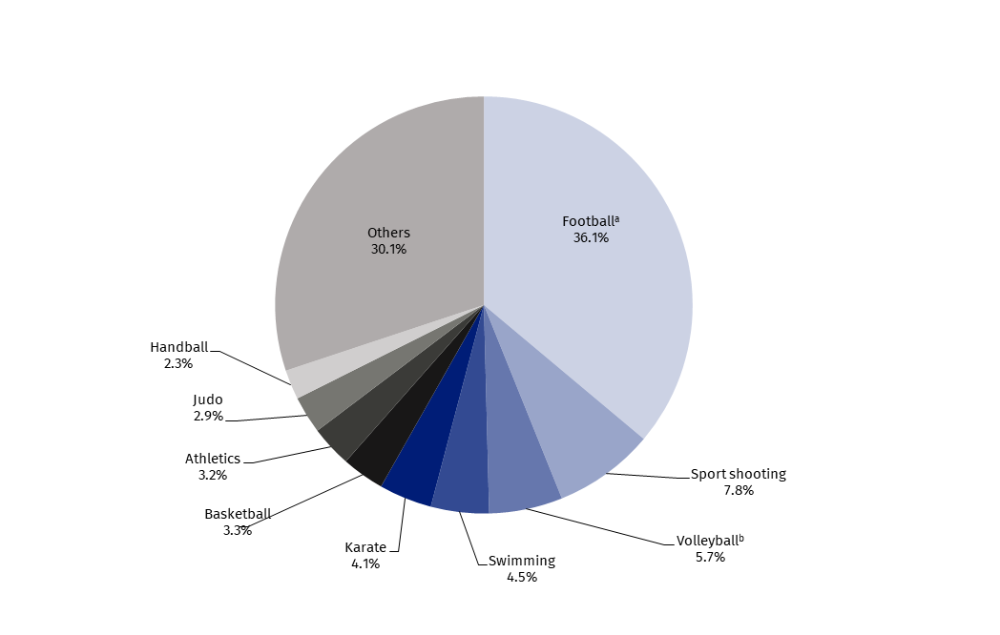 Footballᵃ
36.1%
Sport shooting
7.8%
Volleyballᵇ
5.7%
Swimming
4.5%
Karate
4.1%
Basketball
3.3%
Athletics
3.2%
Judo
2.9%
Handball
2.3%
Others
30.1%